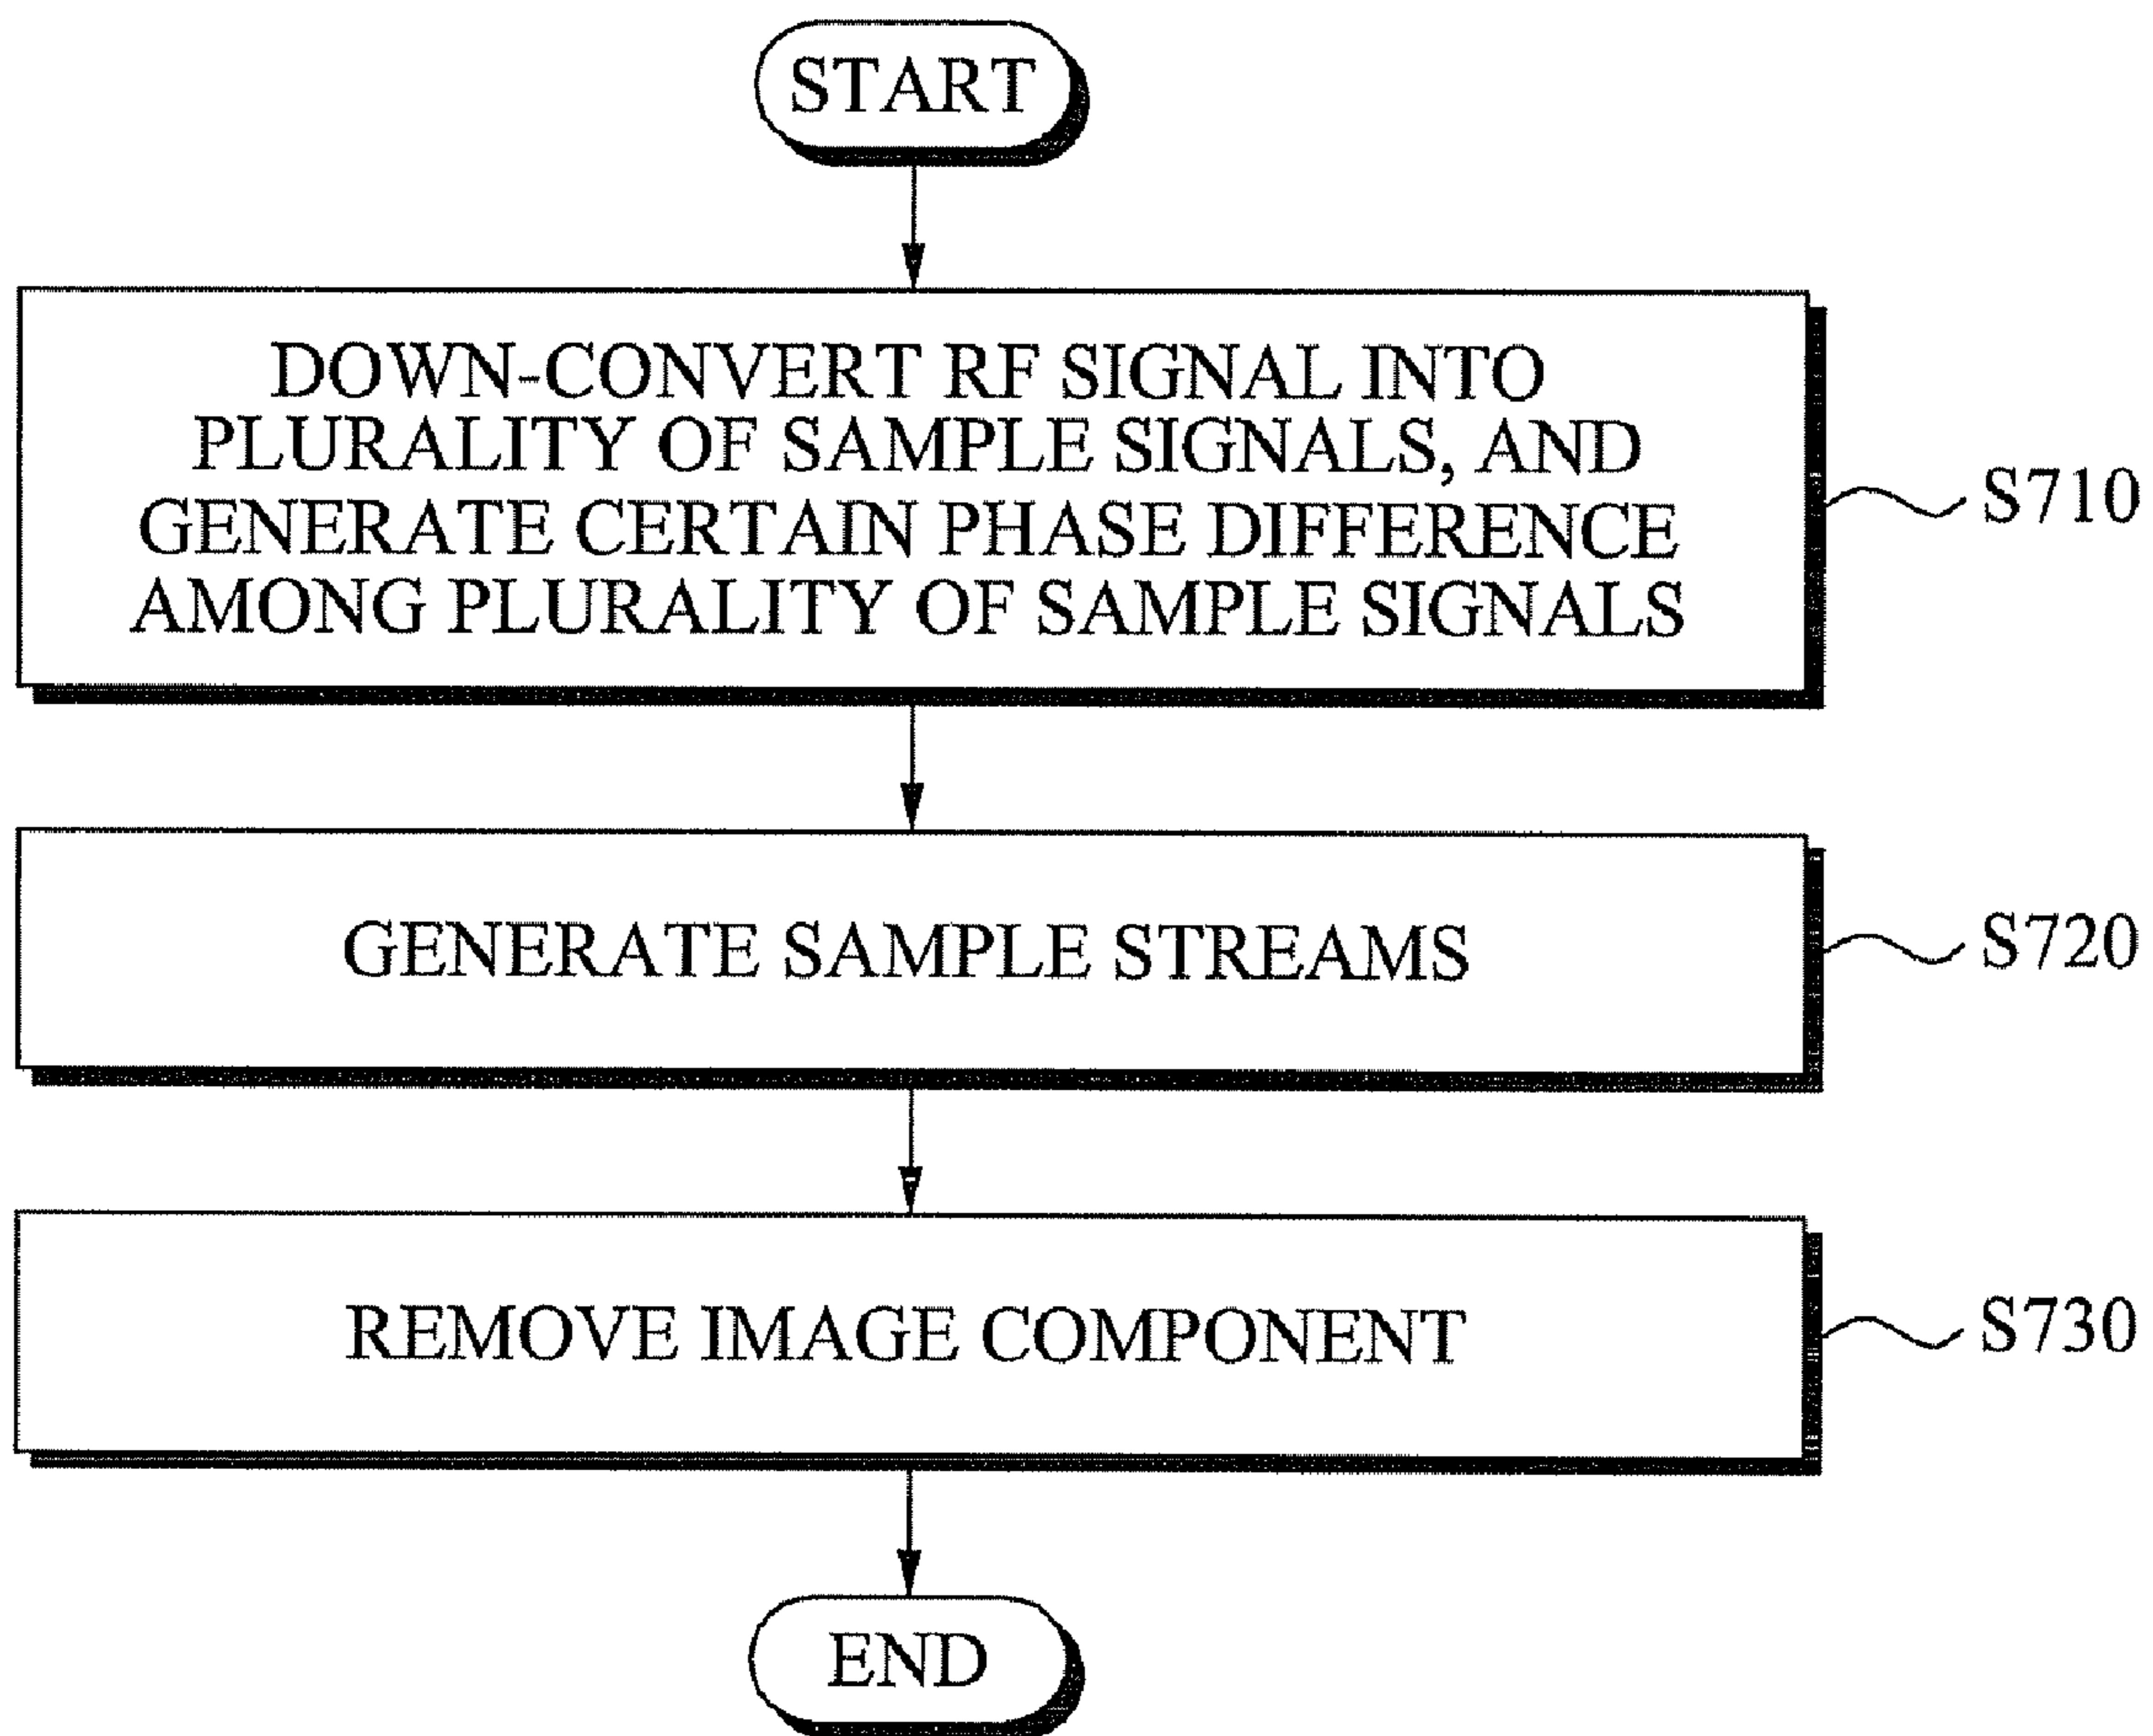 START
DOWN-CONVERT RF SIGNAL INTO
PLURALITY OF SAMPLE SIGNALS, AND
GENERATE CERTAIN PHASE DIFFERENCE
AMONG PLURALITY OF SAMPLE SIGNALS
S710
GENERATE SAMPLE STREAMS
S720
REMOVE IMAGE COMPONENT
S730
END